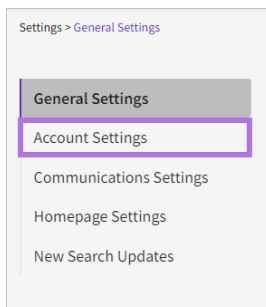 Settings > General Settings
General Settings
Account Settings
Communications Settings
Homepage Settings
New Search Updates